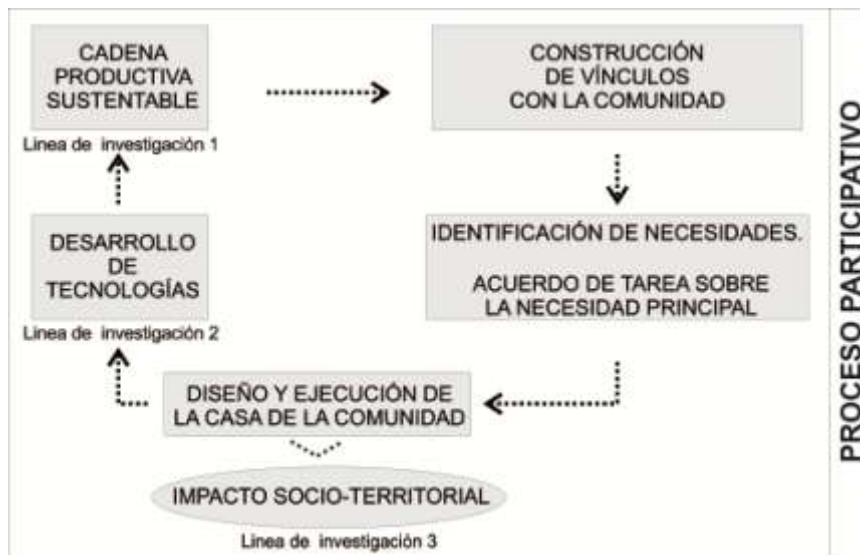 CADENA
PRODUCTIVA
SUSTENTABLE
Linea de investigación 1
CONSTRUCCIÓN
DE VÍNCULOS
CON LA COMUNIDAD
DESARROLLO
DE
TECNOLOGÍAS
Linea de investigación 2
IDENTIFICACIÓN DE NECESIDADES.
ACUERDO DE TAREA SOBRE
LA NECESIDAD PRINCIPAL
DISEÑO Y EJECUCIÓN DE
LA CASA DE LA COMUNIDAD
IMPACTO SOCIO-TERRITORIAL
Linea de investigación 3
PROCESO PARTICIPATIVO